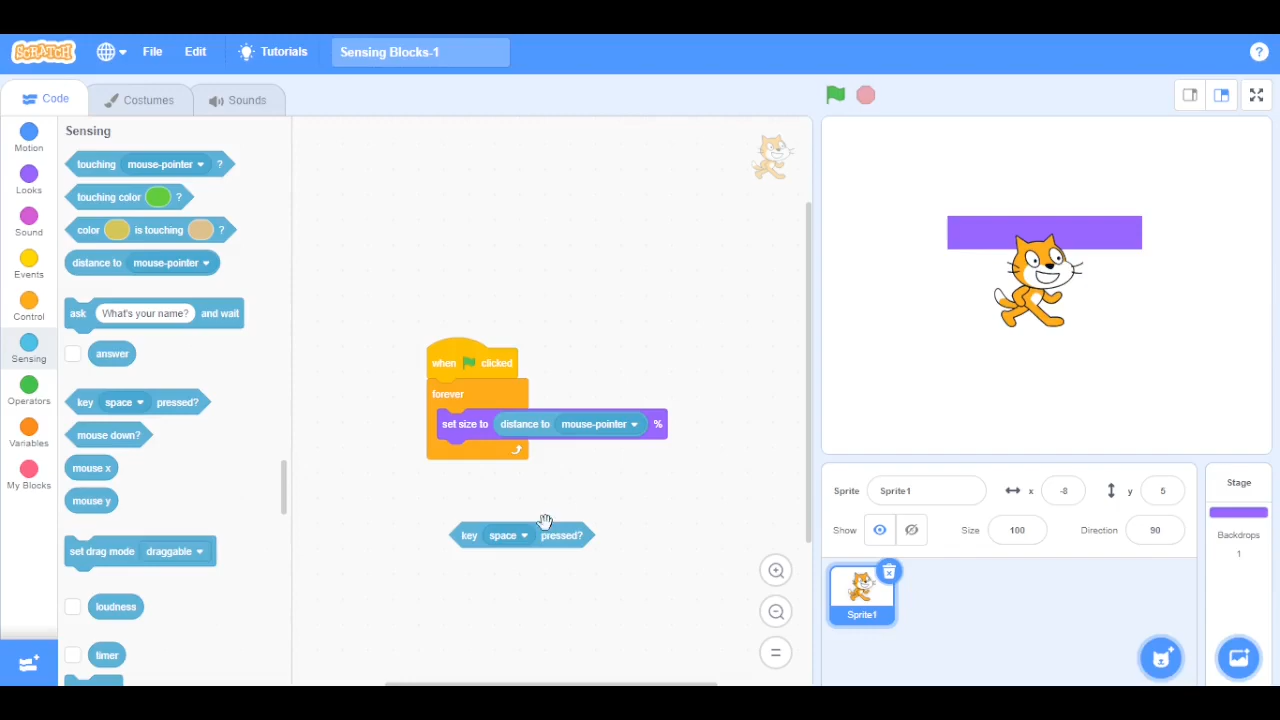 SCRATCH File Edit Tutorials Sensing Blocks-1 ?
Code Costumes Sounds
Motion
Looks
Sound
Events
Control
Sensing
Operators
Variables
My Blocks
Sensing
touching mouse-pointer ?
touching color ?
color is touching ?
distance to mouse-pointer
ask What's your name? and wait
answer
key space pressed?
mouse down?
mouse x
mouse y
set drag mode draggable
loudness
timer
when clicked
forever
set size to distance to mouse-pointer %
key space pressed?
Sprite Sprite1 x -8 y 5
Show Size 100 Direction 90
Sprite1
Stage
Backdrops
1